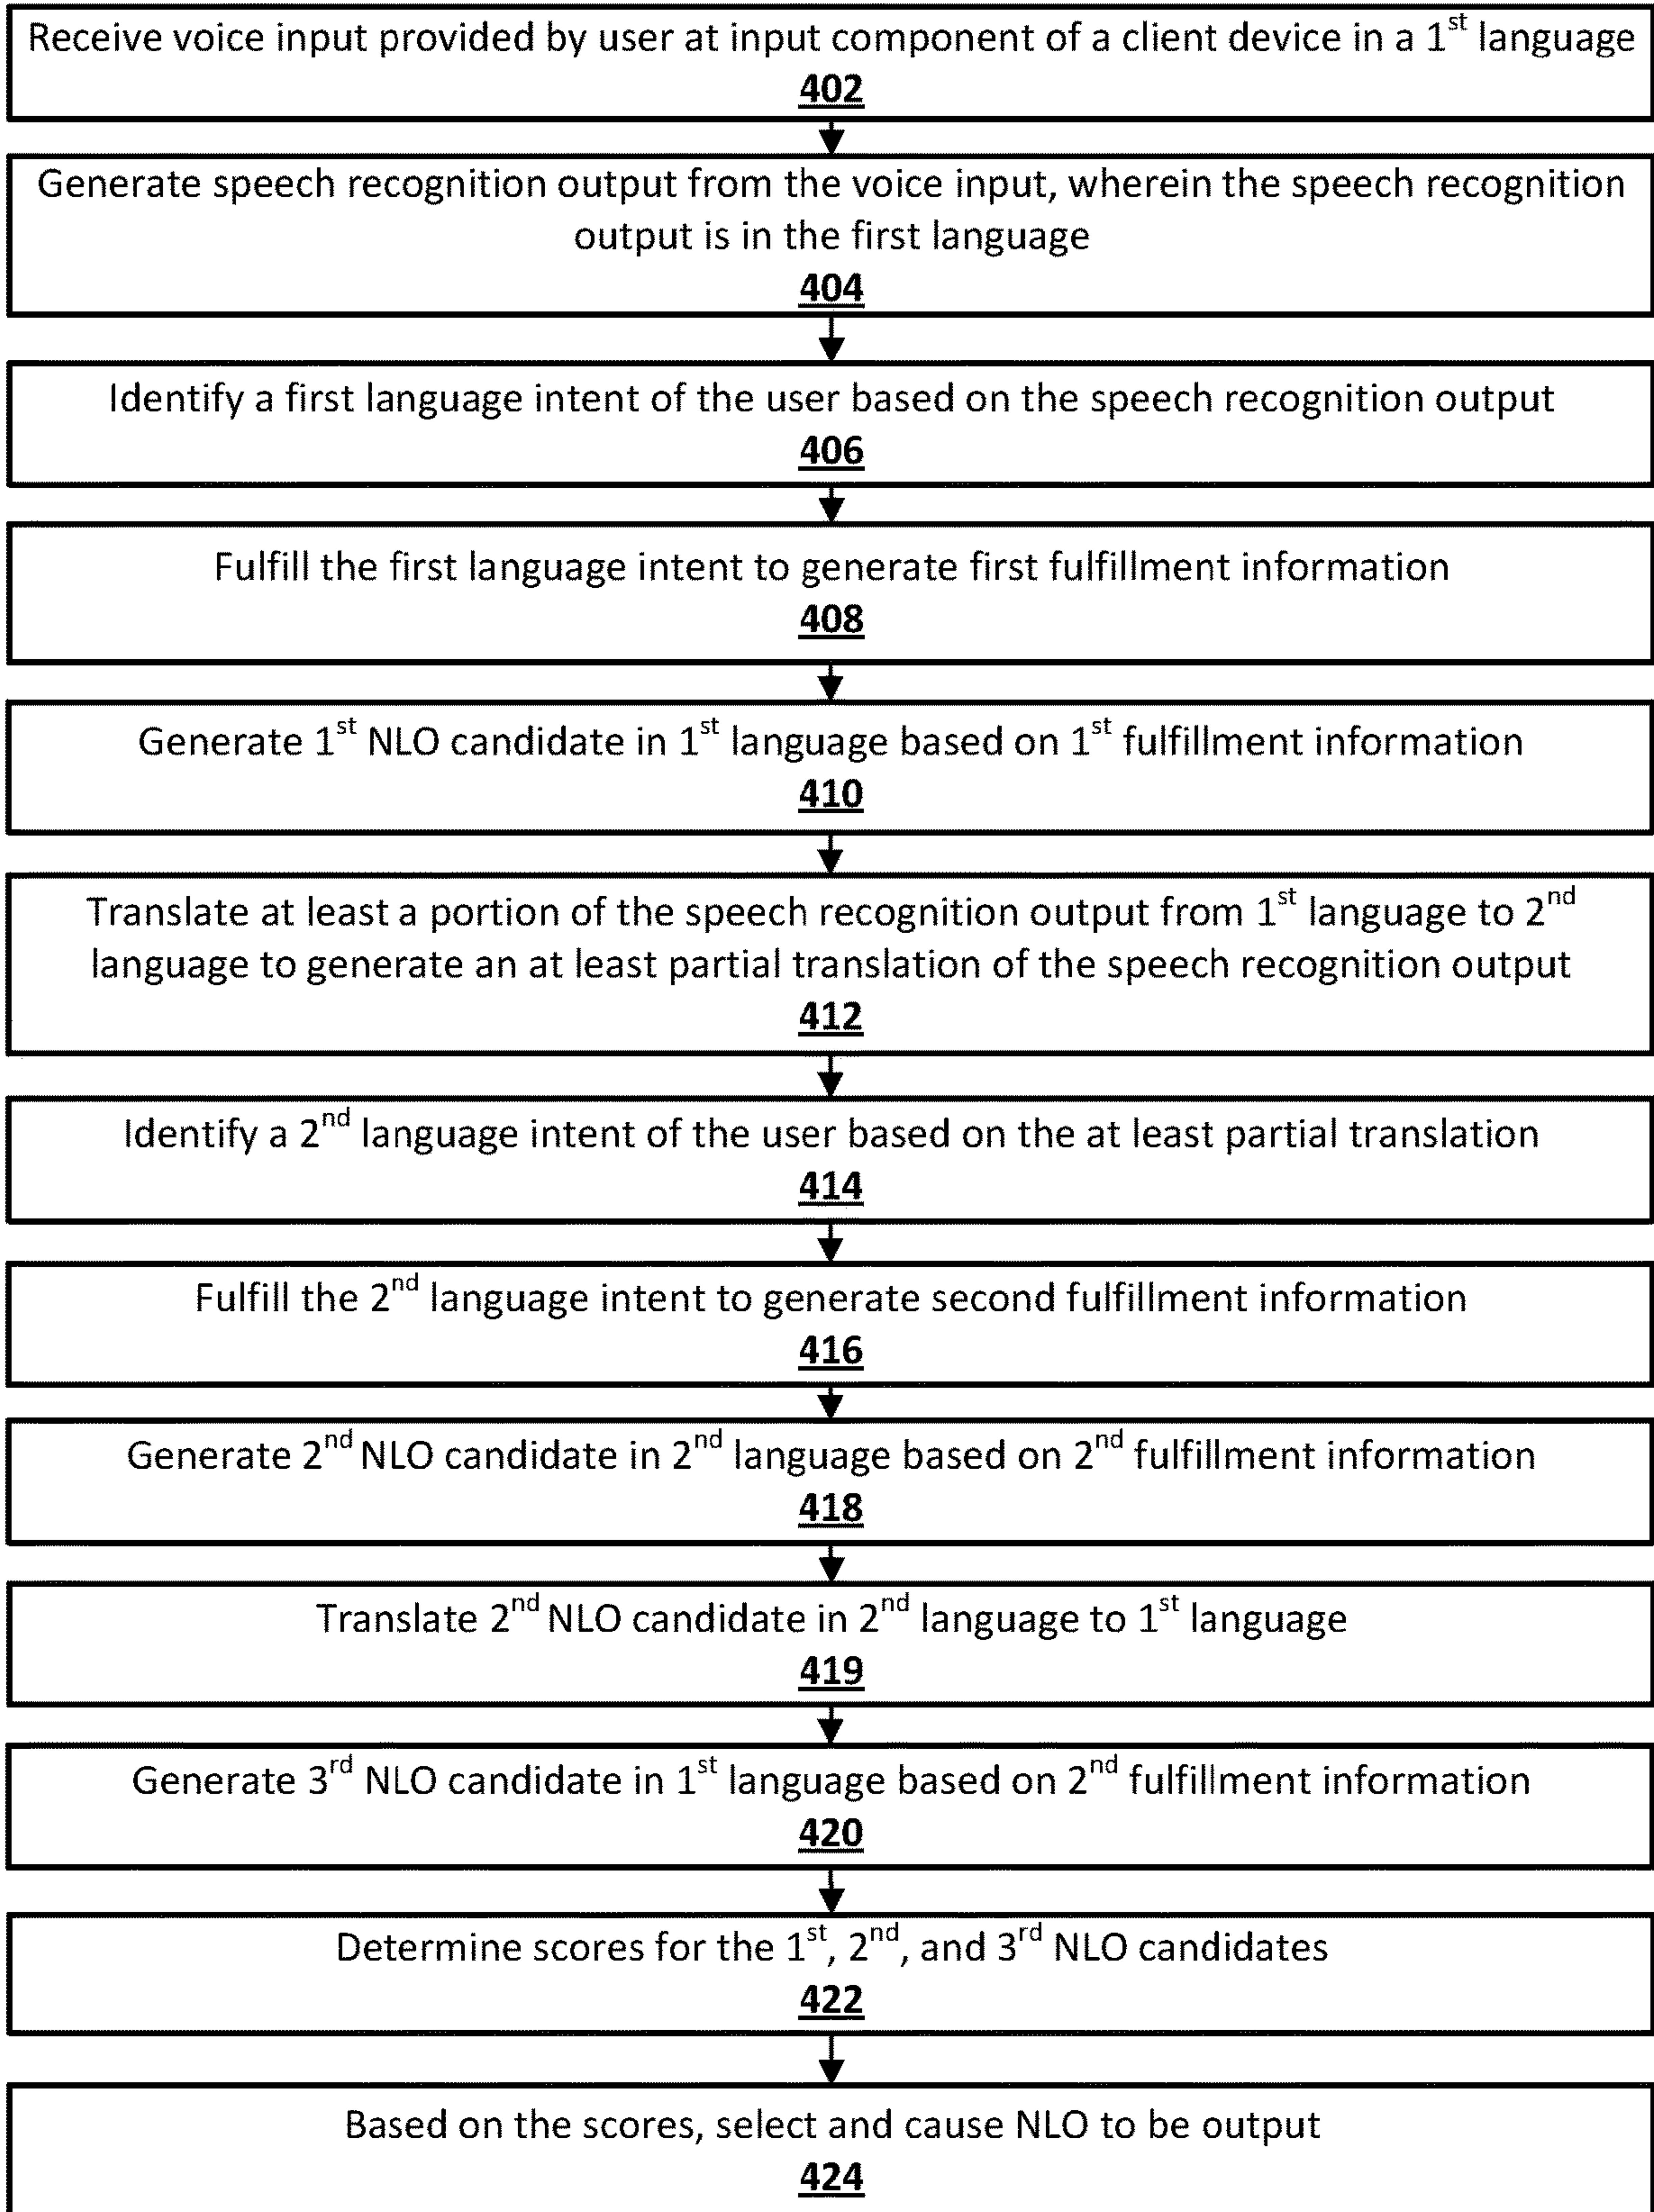 Receive voice input provided by user at input component of a client device in a 1st language
402
Generate speech recognition output from the voice input, wherein the speech recognition
output is in the first language
404
Identify a first language intent of the user based on the speech recognition output
406
Fulfill the first language intent to generate first fulfillment information
408
Generate 1st NLO candidate in 1st language based on 1st fulfillment information
410
Translate at least a portion of the speech recognition output from 1st language to 2nd
language to generate an at least partial translation of the speech recognition output
412
Identify a 2nd language intent of the user based on the at least partial translation
414
Fulfill the 2nd language intent to generate second fulfillment information
416
Generate 2nd NLO candidate in 2nd language based on 2nd fulfillment information
418
Translate 2nd NLO candidate in 2nd language to 1st language
419
Generate 3rd NLO candidate in 1st language based on 2nd fulfillment information
420
Determine scores for the 1st, 2nd, and 3rd NLO candidates
422
Based on the scores, select and cause NLO to be output
424